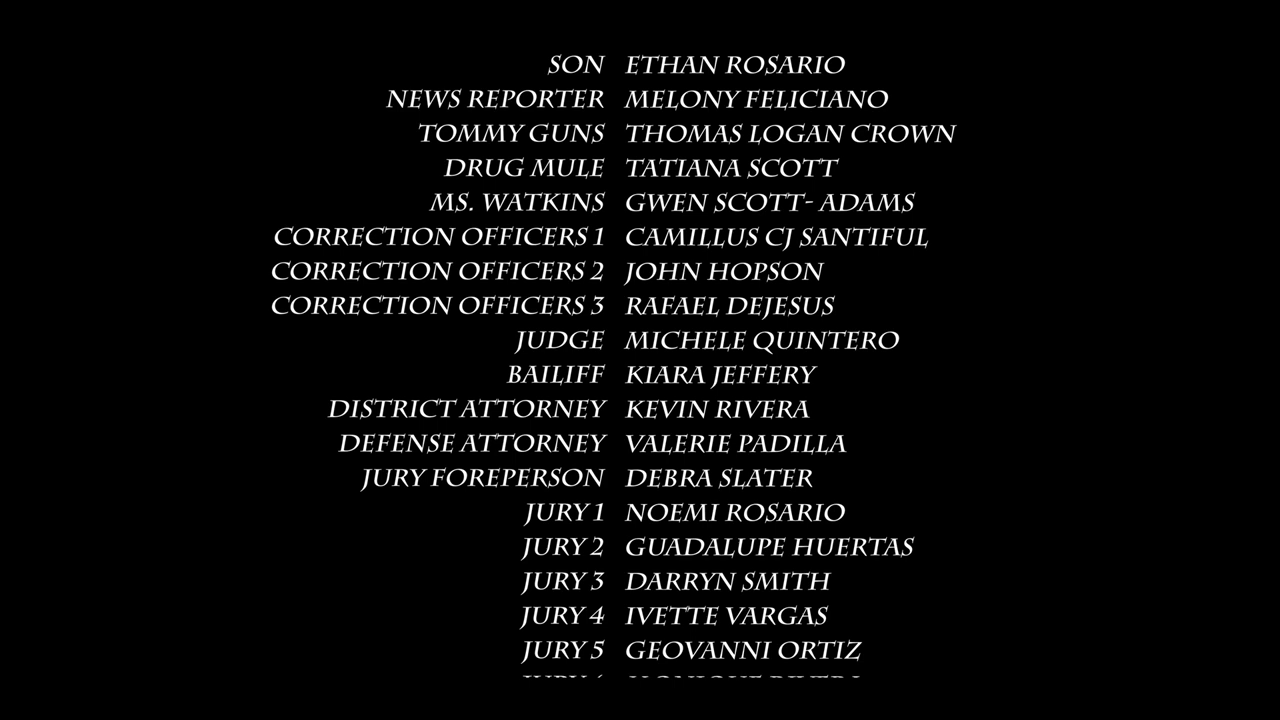 SON ETHAN ROSARIO
NEWS REPORTER MELONY FELICIANO
TOMMY GUNS THOMAS LOGAN CROWN
DRUG MULE TATIANA SCOTT
MS. WATKINS GWEN SCOTT- ADAMS
CORRECTION OFFICERS 1 CAMILLUS CJ SANTIFUL
CORRECTION OFFICERS 2 JOHN HOPSON
CORRECTION OFFICERS 3 RAFAEL DEJESUS
JUDGE MICHELE QUINTERO
BAILIFF KIARA JEFFERY
DISTRICT ATTORNEY KEVIN RIVERA
DEFENSE ATTORNEY VALERIE PADILLA
JURY FOREPERSON DEBRA SLATER
JURY 1 NOEMI ROSARIO
JURY 2 GUADALUPE HUERTAS
JURY 3 DARRYN SMITH
JURY 4 IVETTE VARGAS
JURY 5 GEOVANNI ORTIZ